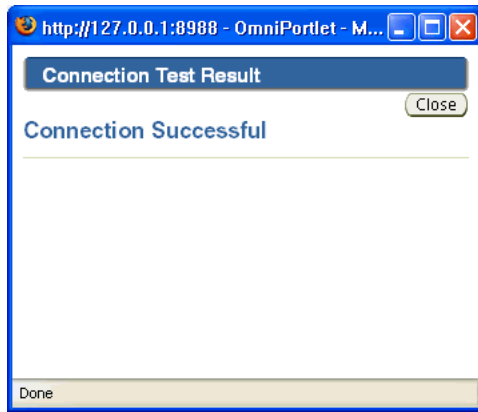 http://127.0.0.1:8988 - OmniPortlet - M...
Connection Test Result
Close
Connection Successful
Done